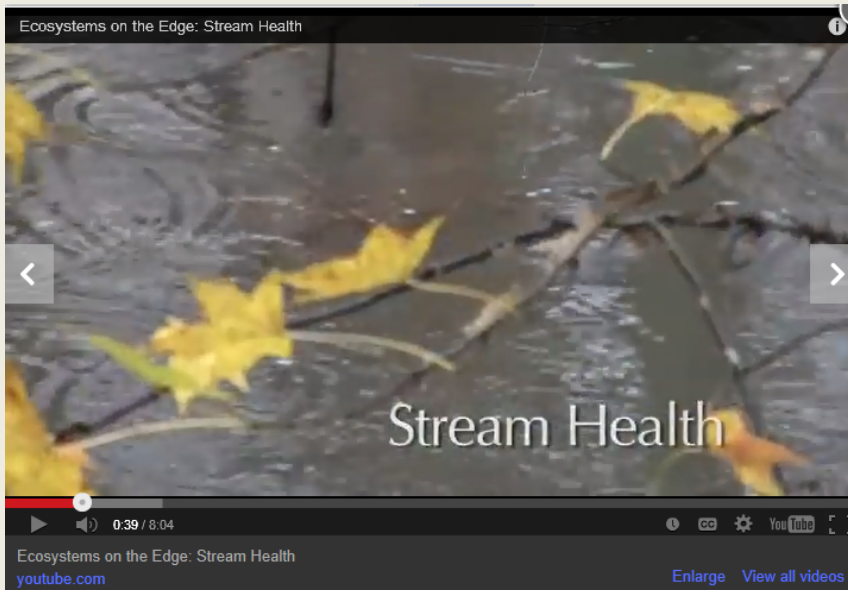 Ecosystems on the Edge: Stream Health
Stream Health
0:39 / 8:04
CC
YouTube
Ecosystems on the Edge: Stream Health
youtube.com
Enlarge View all videos